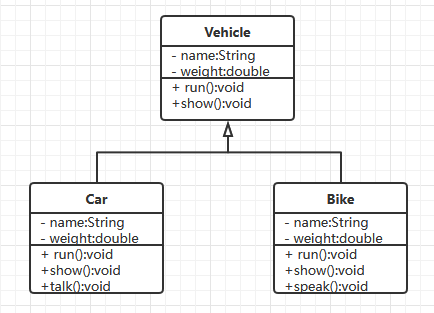 Vehicle
- name:String
- weight:double
+ run():void
+show():void
Car
- name:String
- weight:double
+ run():void
+show():void
+talk():void
Bike
- name:String
- weight:double
+ run():void
+show():void
+speak():void